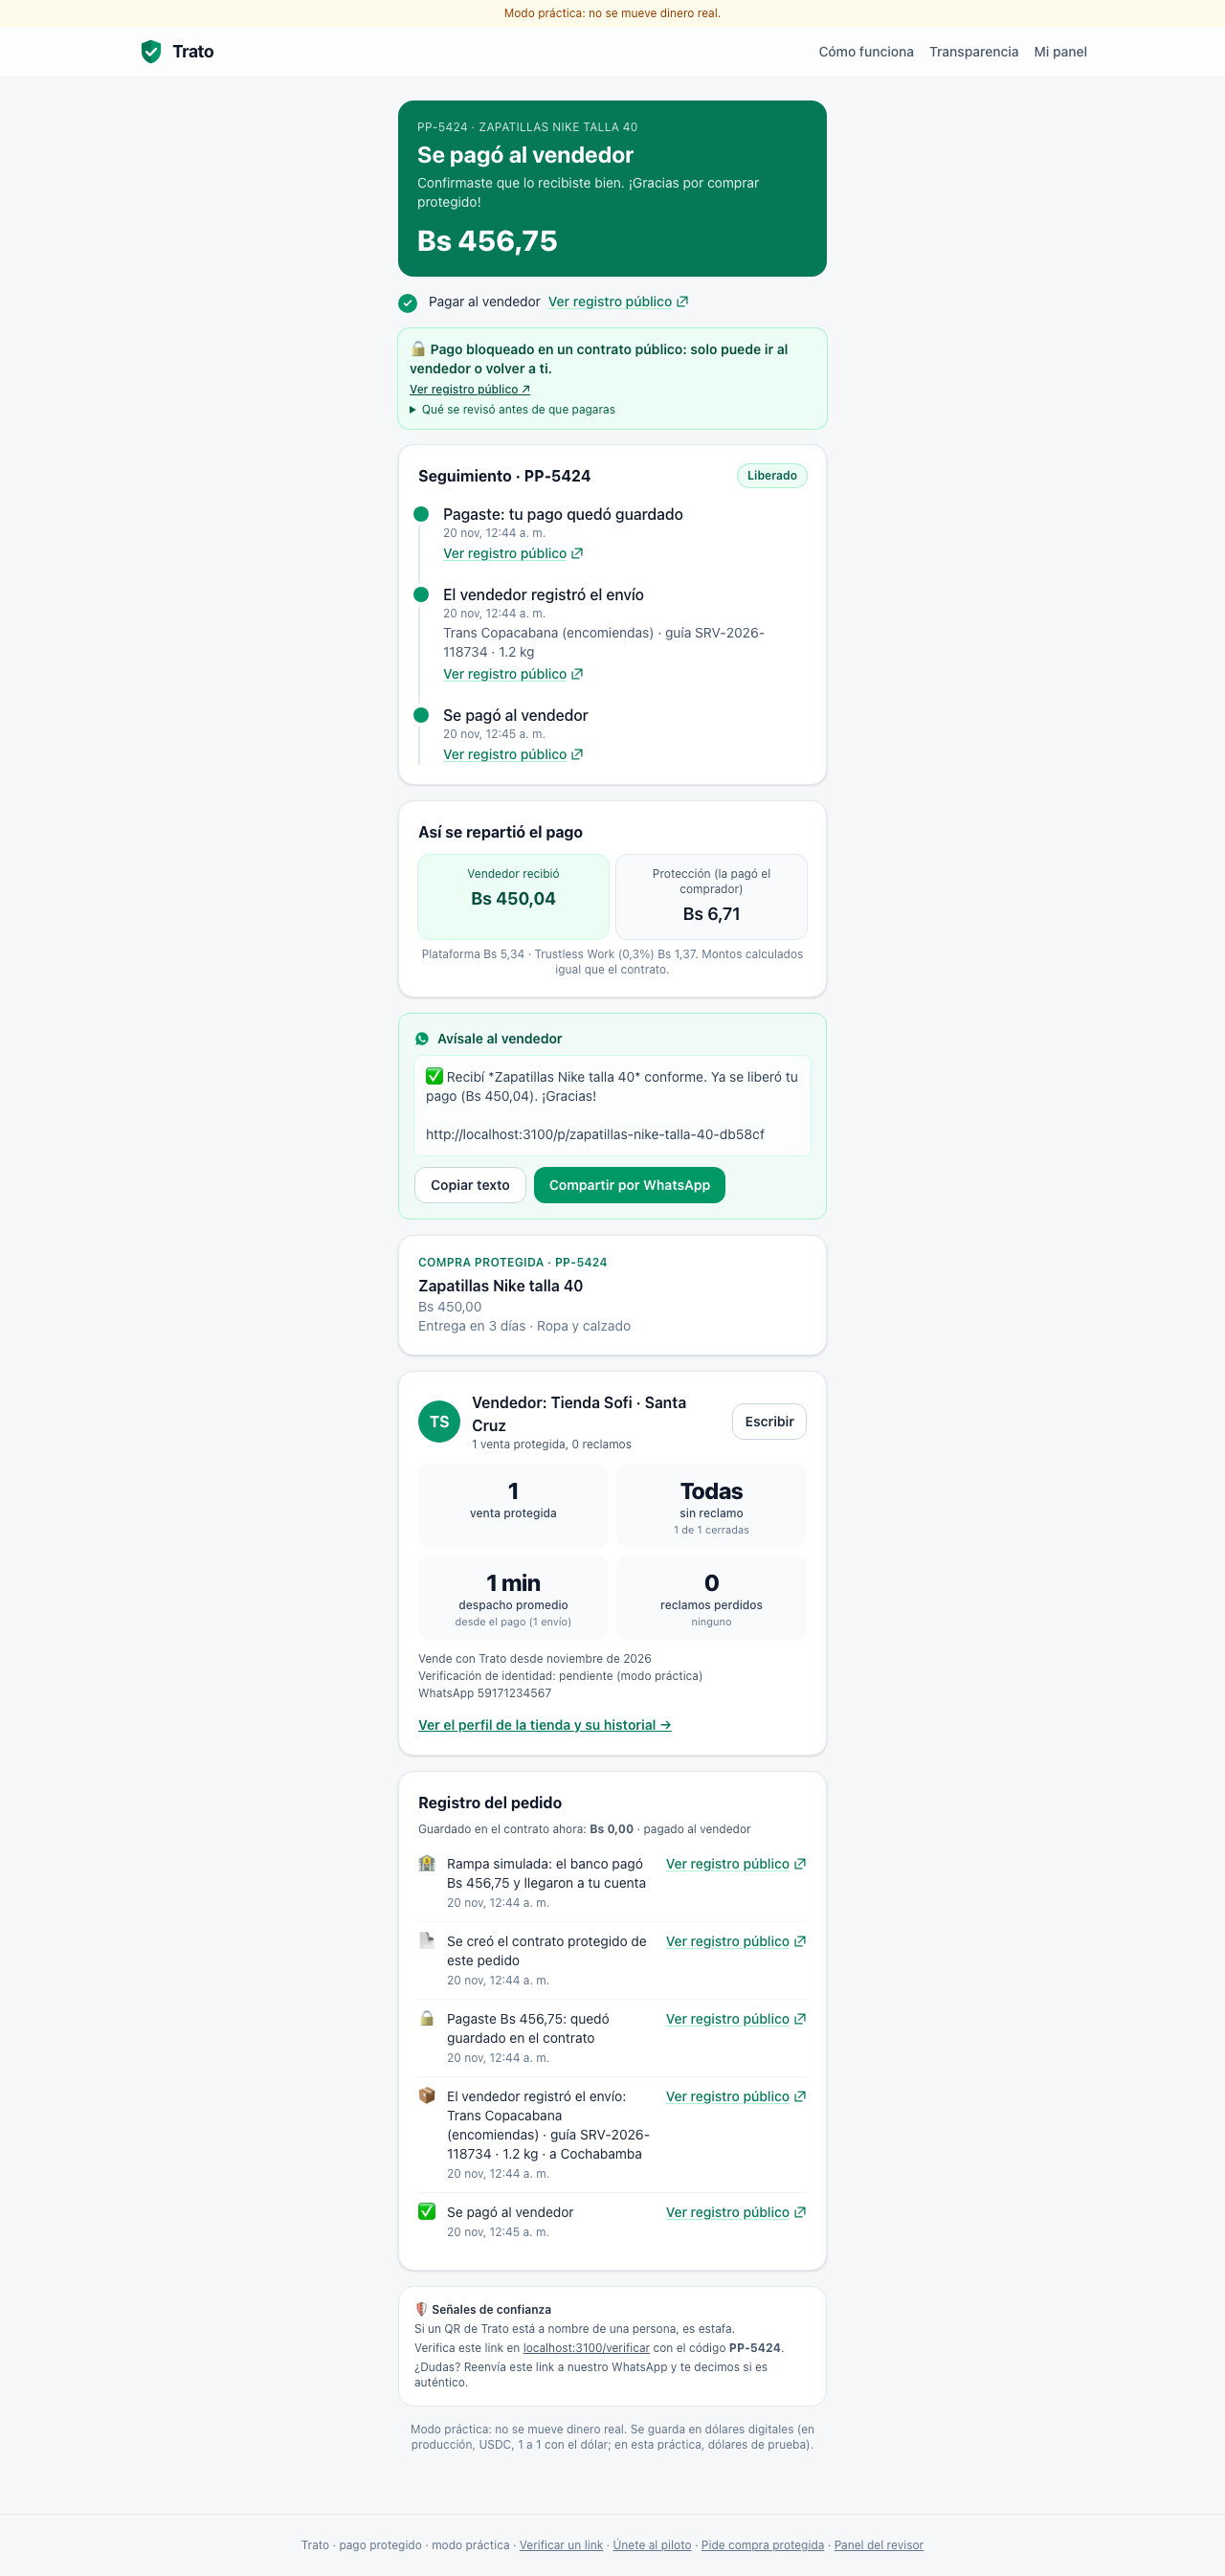 Modo práctica: no se mueve dinero real.
Trato
Cómo funciona Transparencia Mi panel
PP-5424 · ZAPATILLAS NIKE TALLA 40
Se pagó al vendedor
Confirmaste que lo recibiste bien. ¡Gracias por comprar
protegido!
Bs 456,75
Pagar al vendedor Ver registro público
Pago bloqueado en un contrato público: solo puede ir al
vendedor o volver a ti.
Ver registro público ↗
Qué se revisó antes de que pagaras
Seguimiento · PP-5424
Liberado
Pagaste: tu pago quedó guardado
20 nov, 12:44 a. m.
Ver registro público
El vendedor registró el envío
20 nov, 12:44 a. m.
Trans Copacabana (encomiendas) · guía SRV-2026-
118734 · 1.2 kg
Ver registro público
Se pagó al vendedor
20 nov, 12:45 a. m.
Ver registro público
Así se repartió el pago
Vendedor recibió
Bs 450,04
Protección (la pagó el
comprador)
Bs 6,71
Plataforma Bs 5,34 · Trustless Work (0,3%) Bs 1,37. Montos calculados
igual que el contrato.
Avísale al vendedor
✅ Recibí *Zapatillas Nike talla 40* conforme. Ya se liberó tu
pago (Bs 450,04). ¡Gracias!
http://localhost:3100/p/zapatillas-nike-talla-40-db58cf
Copiar texto
Compartir por WhatsApp
COMPRA PROTEGIDA · PP-5424
Zapatillas Nike talla 40
Bs 450,00
Entrega en 3 días · Ropa y calzado
TS
Vendedor: Tienda Sofi · Santa
Cruz
1 venta protegida, 0 reclamos
Escribir
1
venta protegida
Todas
sin reclamo
1 de 1 cerradas
1 min
despacho promedio
desde el pago (1 envío)
0
reclamos perdidos
ninguno
Vende con Trato desde noviembre de 2026
Verificación de identidad: pendiente (modo práctica)
WhatsApp 59171234567
Ver el perfil de la tienda y su historial →
Registro del pedido
Guardado en el contrato ahora: Bs 0,00 · pagado al vendedor
Rampa simulada: el banco pagó
Bs 456,75 y llegaron a tu cuenta
20 nov, 12:44 a. m.
Ver registro público
Se creó el contrato protegido de
este pedido
20 nov, 12:44 a. m.
Ver registro público
Pagaste Bs 456,75: quedó
guardado en el contrato
20 nov, 12:44 a. m.
Ver registro público
El vendedor registró el envío:
Trans Copacabana
(encomiendas) · guía SRV-2026-
118734 · 1.2 kg · a Cochabamba
20 nov, 12:44 a. m.
Ver registro público
Se pagó al vendedor
20 nov, 12:45 a. m.
Ver registro público
Señales de confianza
Si un QR de Trato está a nombre de una persona, es estafa.
Verifica este link en localhost:3100/verificar con el código PP-5424.
¿Dudas? Reenvía este link a nuestro WhatsApp y te decimos si es
auténtico.
Modo práctica: no se mueve dinero real. Se guarda en dólares digitales (en
producción, USDC, 1 a 1 con el dólar; en esta práctica, dólares de prueba).
Trato · pago protegido · modo práctica · Verificar un link · Únete al piloto · Pide compra protegida · Panel del revisor